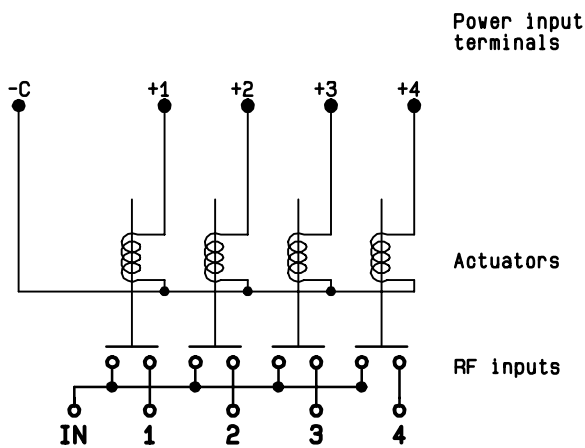 Power input
terminals
-C +1 +2 +3 +4
Actuators
RF inputs
IN 1 2 3 4